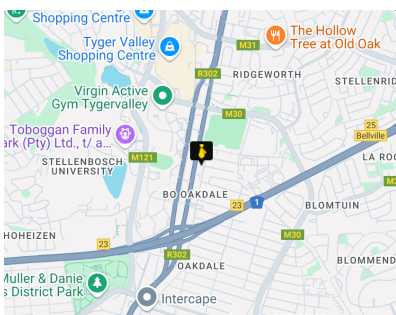 Shopping Centre
The Hollow
Tree at Old Oak
Tyger Valley
Shopping Centre
M31
R302
RIDGEWORTH
STELLENRID
Virgin Active
Gym Tygervalley
M30
25
Bellville
Toboggan Family
ark (Pty) Ltd., t/ a...
M121
LA RO
STELLENBOSCH
UNIVERSITY
M2
BO OAKDALE
23
1
BLOMTUIN
HOHEIZEN
23
M30
R302
OAKDALE
BLOMMEND
Muller & Danie
s District Park
Intercape